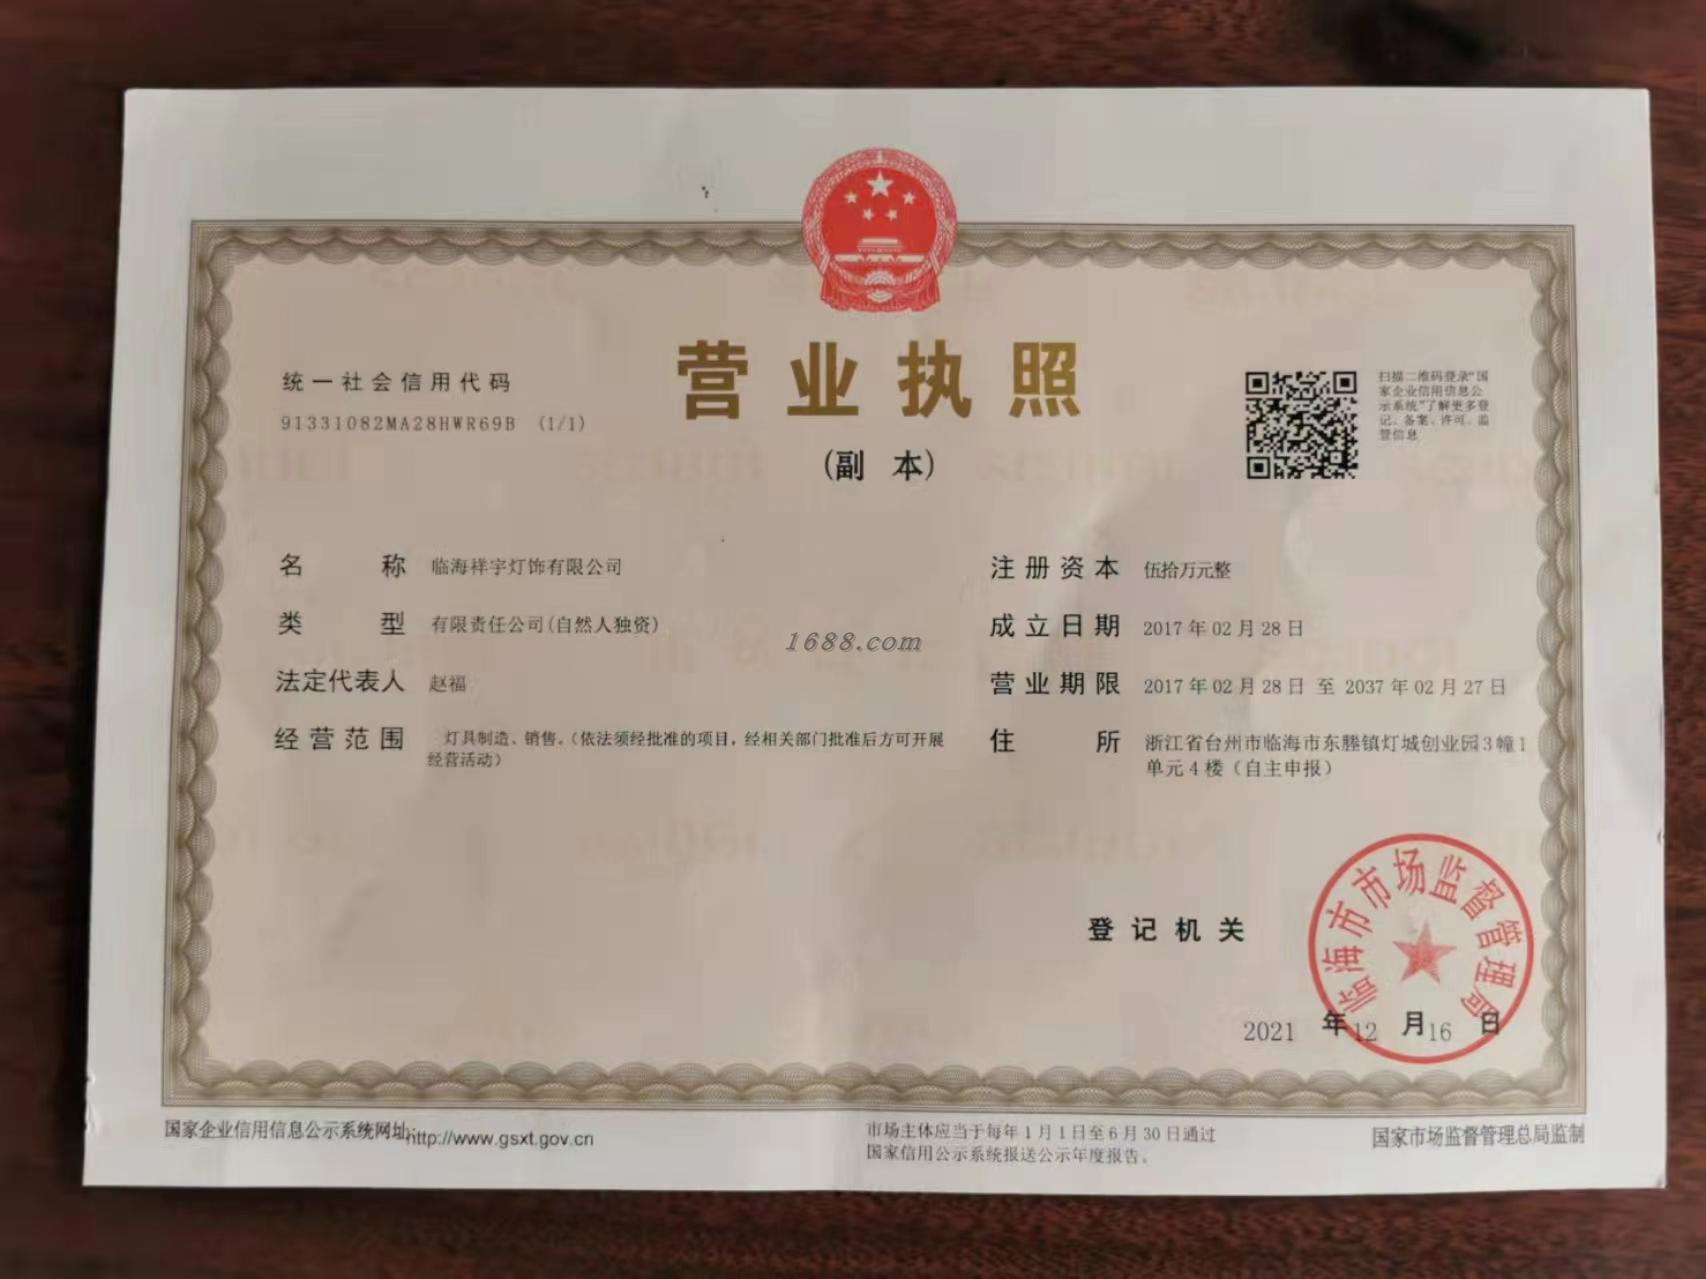 营业执照
(副 本)
统一社会信用代码
91331082MA28HWR69B (1/1)
扫描二维码登录“国
家企业信用信息公
示系统”了解更多登
记、备案、许可、监
管信息
名 称 临海祥宇灯饰有限公司
类 型 有限责任公司(自然人独资)
法定代表人 赵福
经营范围 灯具制造、销售。(依法须经批准的项目，经相关部门批准后方可开展
经营活动)
注册资本 伍拾万元整
成立日期 2017年02月28日
营业期限 2017年02月28日 至 2037年02月27日
住 所 浙江省台州市临海市东塍镇灯城创业园3幢1
单元4楼（自主申报）
1688.com
登记机关
临海市市场监督管理局
2021 年12 月16 日
国家企业信用信息公示系统网址:http://www.gsxt.gov.cn
市场主体应当于每年1月1日至6月30日通过
国家信用公示系统报送公示年度报告。
国家市场监督管理总局监制